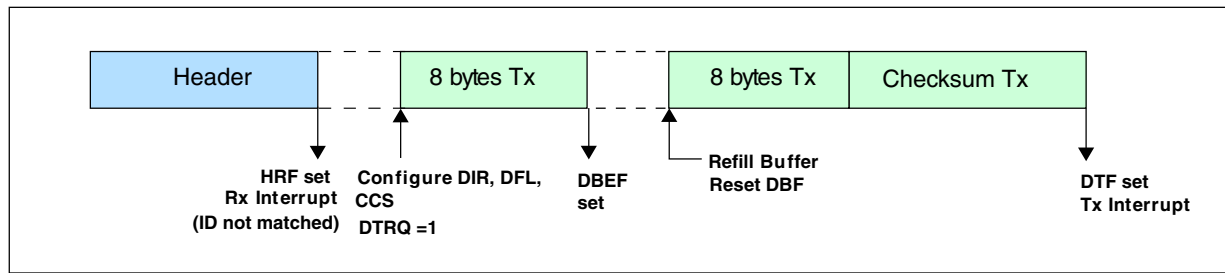 Header
8 bytes Tx
8 bytes Tx
Checksum Tx
HRF set
Rx Interrupt
(ID not matched)
Configure DIR, DFL,
CCS
DTRQ =1
DBEF
set
Refill Buffer
Reset DBF
DTF set
Tx Interrupt